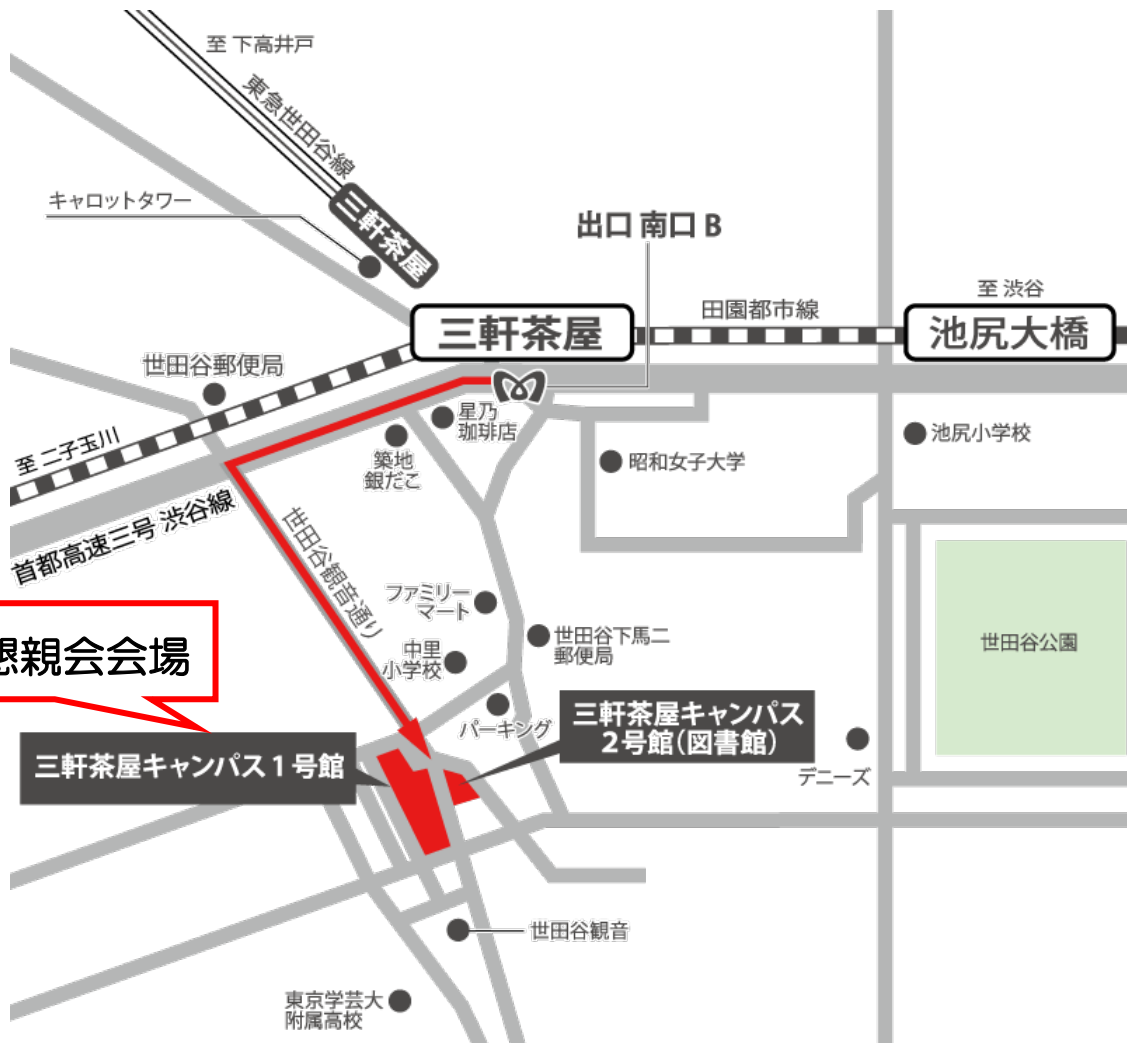 至 下高井戸
東急世田谷線
キャロットタワー
三軒茶屋
出口 南口 B
至 渋谷
三軒茶屋
田園都市線
池尻大橋
世田谷郵便局
星乃
珈琲店
築地
銀だこ
昭和女子大学
池尻小学校
至 二子玉川
首都高速三号 渋谷線
世田谷観音通り
ファミリー
マート
世田谷下馬二
郵便局
中里
小学校
世田谷公園
懇親会会場
パーキング
三軒茶屋キャンパス
2号館(図書館)
三軒茶屋キャンパス1号館
デニーズ
世田谷観音
東京学芸大
附属高校